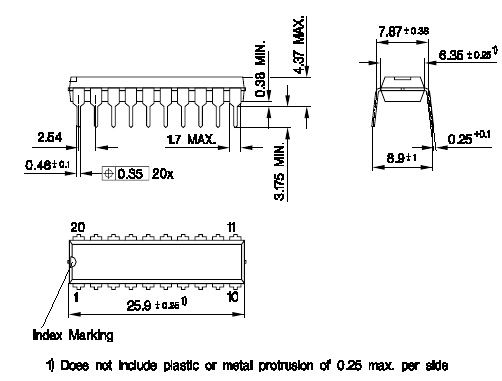 7.87 ±0.38
6.35 ±0.25 1)
4.37 MAX.
0.38 MIN.
2.54
1.7 MAX.
0.25 +0.1
0.46 ±0.1
0.35 20x
3.175 MIN.
8.9 ±1
20
11
1
10
25.9 ±0.25 1)
Index Marking
1) Does not include plastic or metal protrusion of 0.25 max. per side